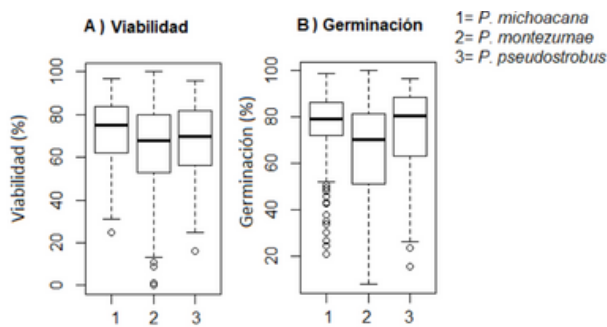 A ) Viabilidad
B ) Germinación
1= P. michoacana
2= P. montezumae
3= P. pseudostrobus
Viabilidad (%)
100
80
60
40
20
0
1 2 3
Germinación (%)
100
80
60
40
20
1 2 3